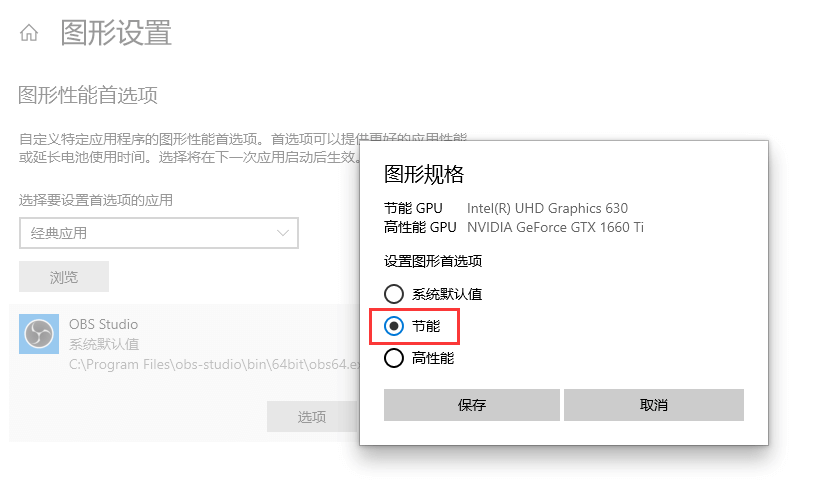 图形设置
图形性能首选项
自定义特定应用程序的图形性能首选项。首选项可以提供更好的应用性能
或延长电池使用时间。选择将在下一次应用启动后生效。
选择要设置首选项的应用
经典应用
浏览
OBS Studio
系统默认值
C:\Program Files\obs-studio\bin\64bit\obs64.ex
选项
图形规格
节能 GPU Intel(R) UHD Graphics 630
高性能 GPU NVIDIA GeForce GTX 1660 Ti
设置图形首选项
系统默认值
节能
高性能
保存 取消